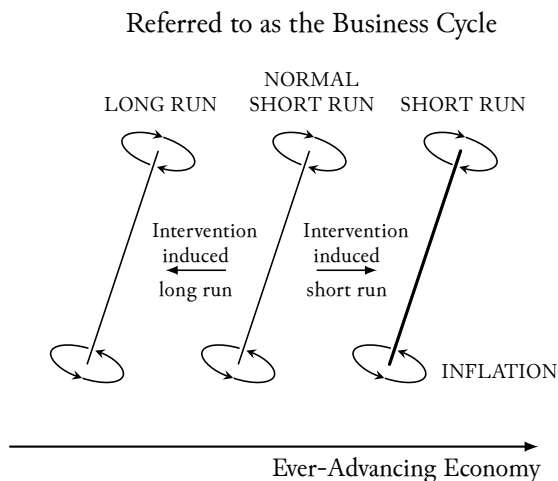 Referred to as the Business Cycle
LONG RUN
NORMAL
SHORT RUN
SHORT RUN
Intervention
induced
long run
Intervention
induced
short run
INFLATION
Ever-Advancing Economy